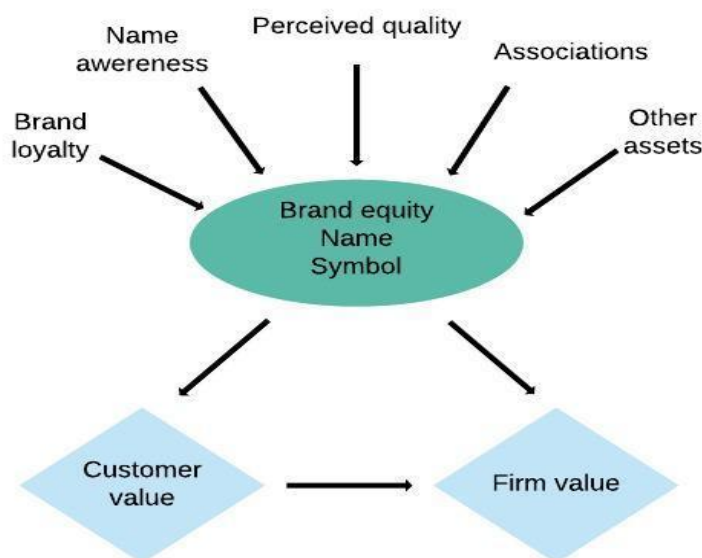 Perceived quality
Name
awereness
Associations
Brand
loyalty
Other
assets
Brand equity
Name
Symbol
Customer
value
Firm value